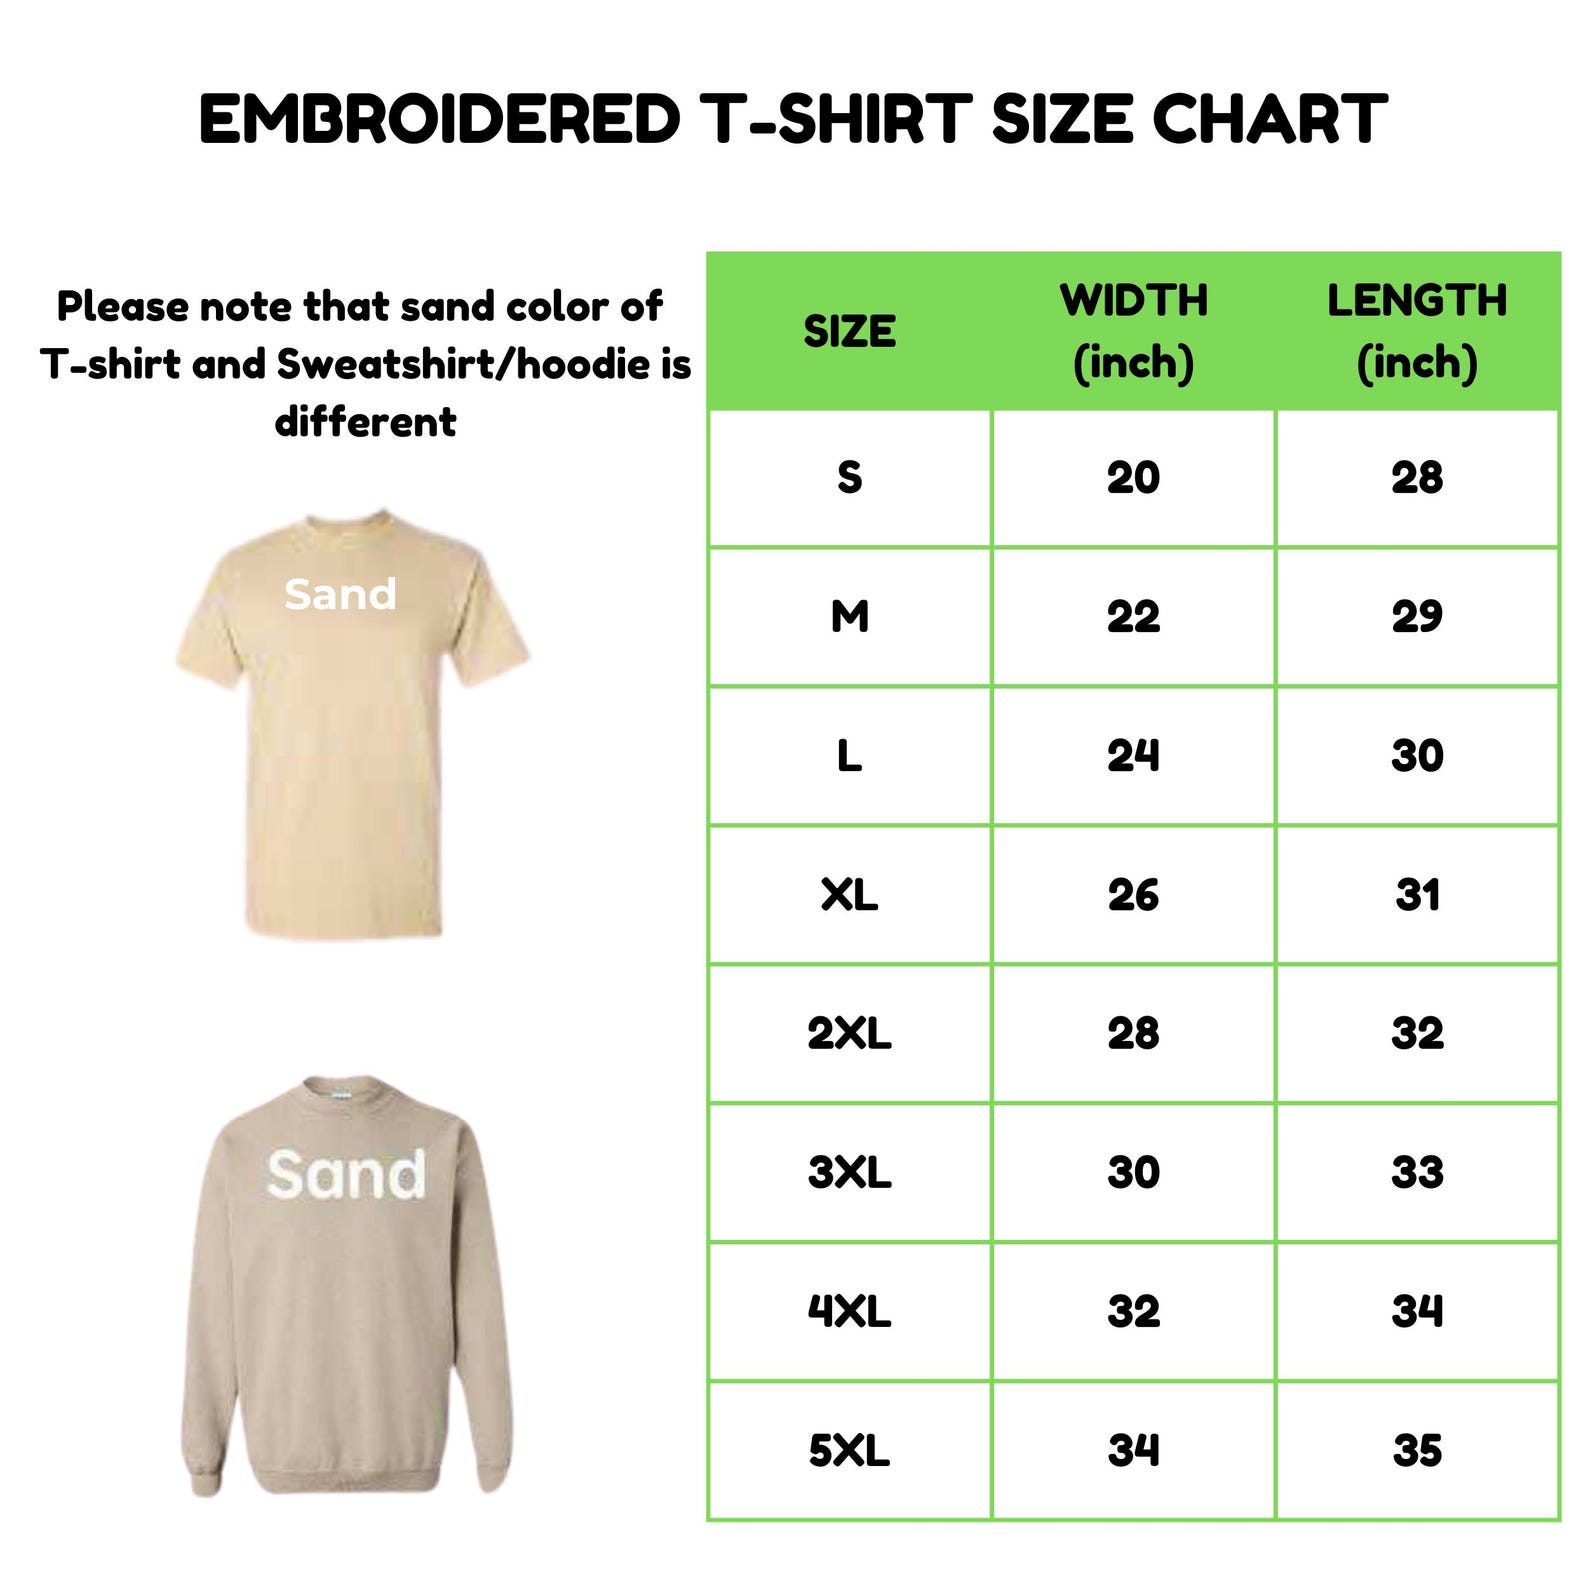 EMBROIDERED T-SHIRT SIZE CHART
Please note that sand color of
T-shirt and Sweatshirt/hoodie is
different
Sand
Sand
SIZE WIDTH (inch) LENGTH (inch)
S 20 28
M 22 29
L 24 30
XL 26 31
2XL 28 32
3XL 30 33
4XL 32 34
5XL 34 35